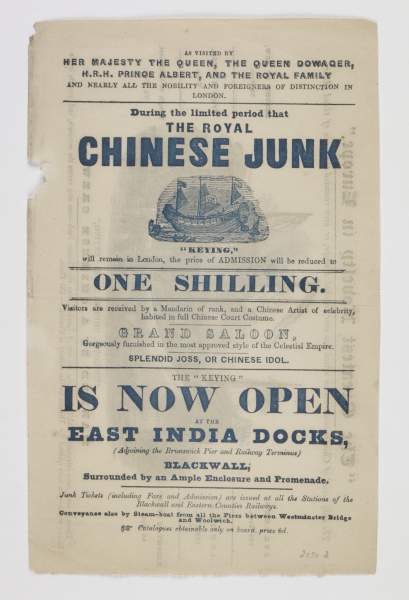 AS VISITED BY
HER MAJESTY THE QUEEN, THE QUEEN DOWAGER,
H.R.H. PRINCE ALBERT, AND THE ROYAL FAMILY
AND NEARLY ALL THE NOBILITY AND FOREIGNERS OF DISTINCTION IN
LONDON.
During the limited period that
THE ROYAL
CHINESE JUNK
"KEYING,"
will remain in London, the price of ADMISSION will be reduced to
ONE SHILLING.
Visitors are received by a Mandarin of rank, and a Chinese Artist of celebrity,
habited in full Chinese Court Costume.
GRAND SALOON,
Gorgeously furnished in the most approved style of the Celestial Empire.
SPLENDID JOSS, OR CHINESE IDOL.
THE "KEYING"
IS NOW OPEN
AT THE
EAST INDIA DOCKS,
(Adjoining the Brunswick Pier and Railway Terminus)
BLACKWALL;
Surrounded by an Ample Enclosure and Promenade.
Junk Tickets (including Fare and Admission) are issued at all the Stations of the
Blackwall and Eastern Counties Railways.
Conveyance also by Steam-boat from all the Piers between Westminster Bridge
and Woolwich.
☞ Catalogues obtainable only on board, price 6d.